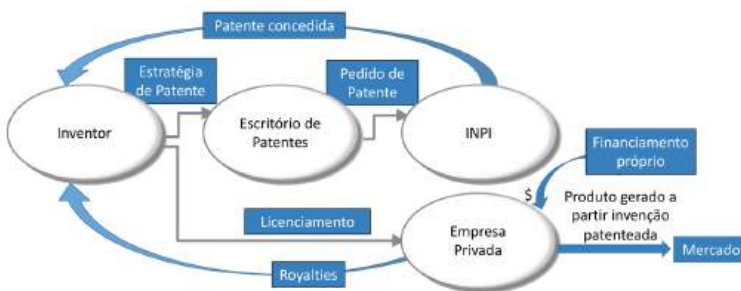 Patente concedida
Estratégia
de Patente
Pedido de
Patente
Inventor
Escritório de
Patentes
INPI
Financiamento
próprio
$
Produto gerado a
partir invenção
patenteada
Licenciamento
Empresa
Privada
Mercado
Royalties